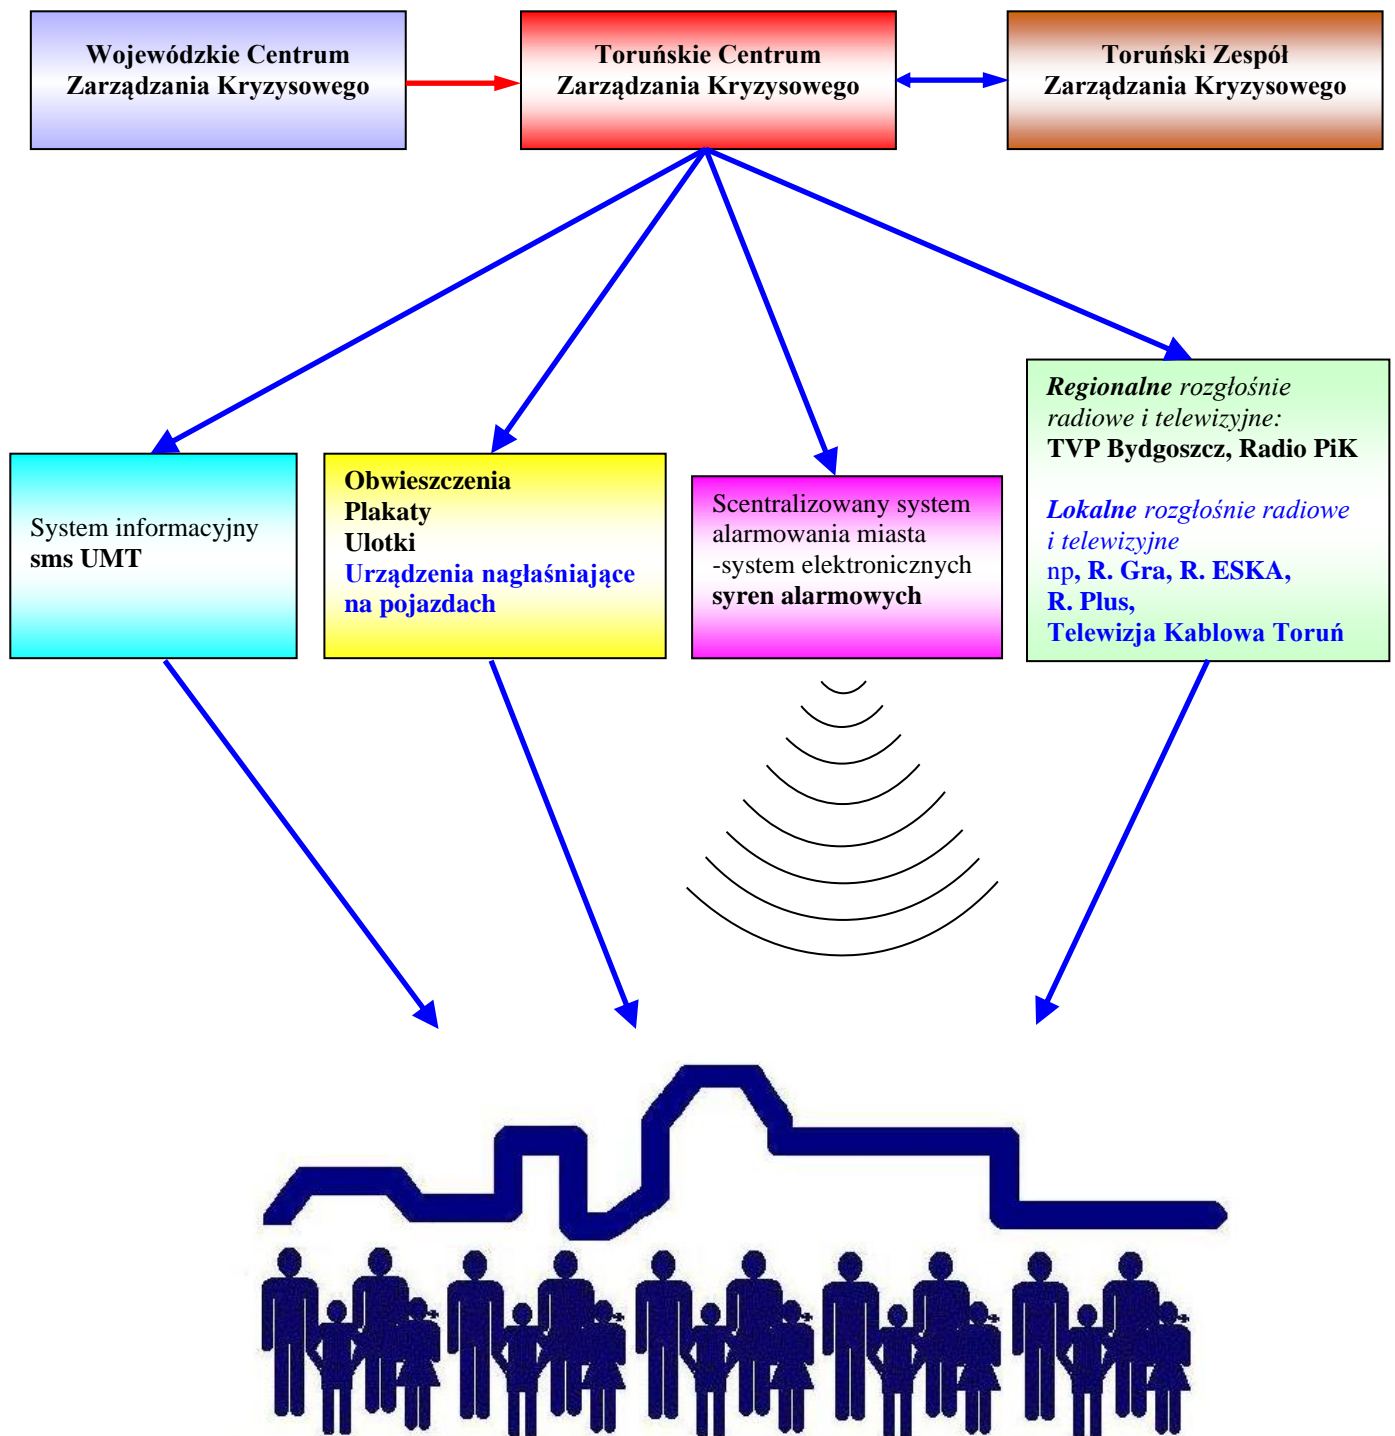 Wojewódzkie Centrum
Zarządzania Kryzysowego
Toruńskie Centrum
Zarządzania Kryzysowego
Toruński Zespół
Zarządzania Kryzysowego
System informacyjny
sms UMT
Obwieszczenia
Plakaty
Ulotki
Urządzenia nagłaśniające
na pojazdach
Scentralizowany system
alarmowania miasta
-system elektronicznych
syren alarmowych
Regionalne rozgłośnie
radiowe i telewizyjne:
TVP Bydgoszcz, Radio PiK
Lokalne rozgłośnie radiowe
i telewizyjne
np, R. Gra, R. ESKA,
R. Plus,
Telewizja Kablowa Toruń